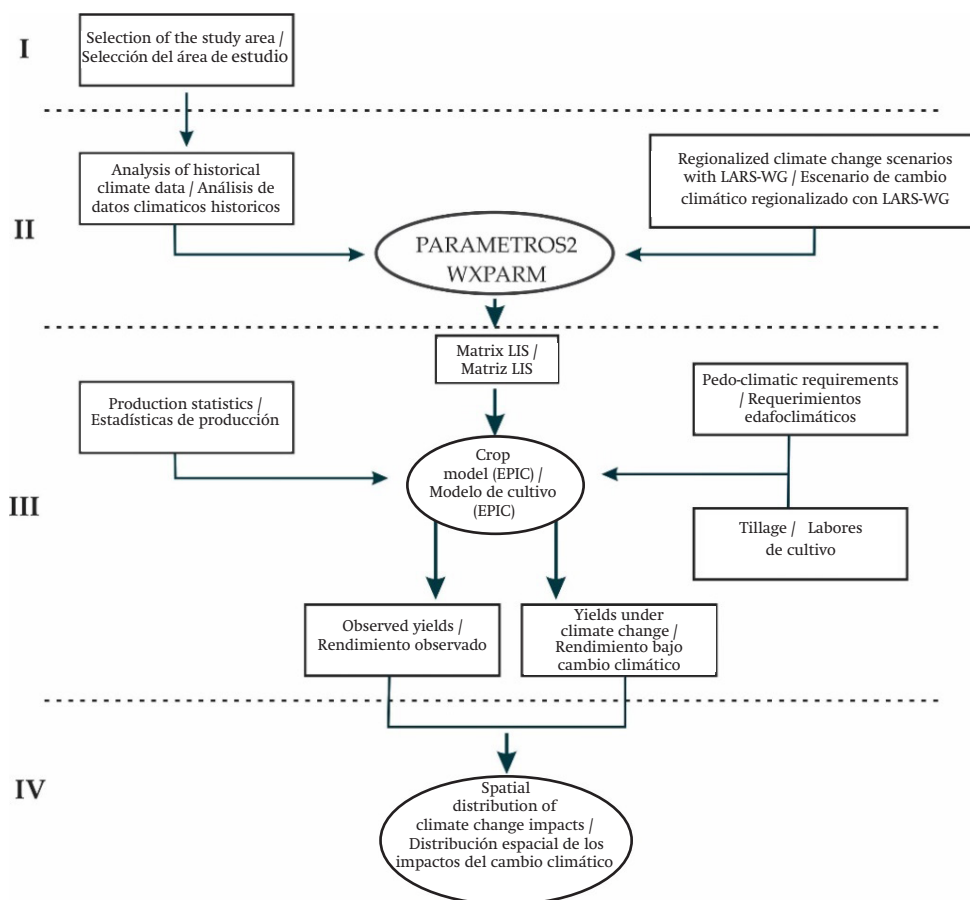 I
Selection of the study area /
Selección del área de estudio
II
Analysis of historical
climate data / Análisis de
datos climaticos historicos
Regionalized climate change scenarios
with LARS-WG / Escenario de cambio
climático regionalizado con LARS-WG
PARAMETROS2
WXPARM
III
Matrix LIS /
Matriz LIS
Production statistics /
Estadísticas de producción
Pedo-climatic requirements
/ Requerimientos
edafoclimáticos
Crop
model (EPIC) /
Modelo de cultivo
(EPIC)
Tillage / Labores
de cultivo
Observed yields /
Rendimiento observado
Yields under
climate change /
Rendimiento bajo
cambio climático
IV
Spatial
distribution of
climate change impacts /
Distribución espacial de los
impactos del cambio climático